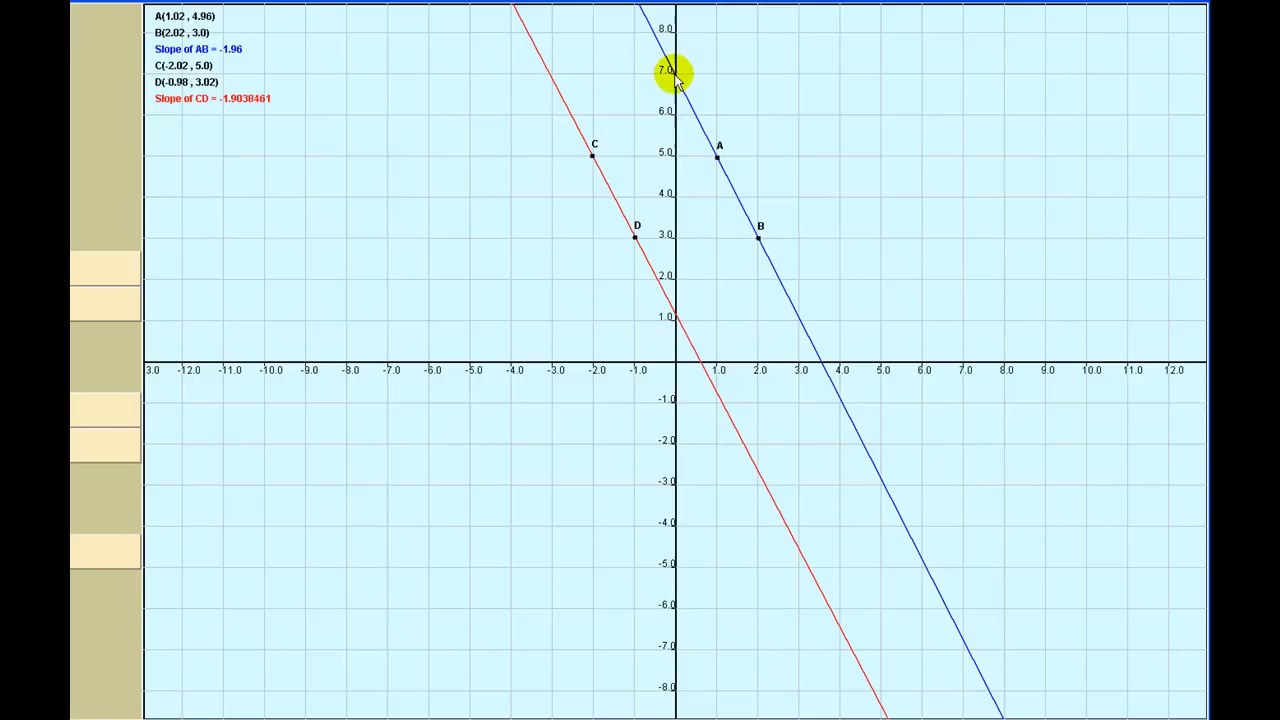 A(1.02 , 4.96)
B(2.02 , 3.0)
Slope of AB = -1.96
C(-2.02 , 5.0)
D(-0.98 , 3.02)
Slope of CD = -1.9038461
8.0
7.0
6.0
C
A
5.0
4.0
D
B
3.0
2.0
1.0
3.0 -12.0 -11.0 -10.0 -9.0 -8.0 -7.0 -6.0 -5.0 -4.0 -3.0 -2.0 -1.0 1.0 2.0 3.0 4.0 5.0 6.0 7.0 8.0 9.0 10.0 11.0 12.0
-1.0
-2.0
-3.0
-4.0
-5.0
-6.0
-7.0
-8.0